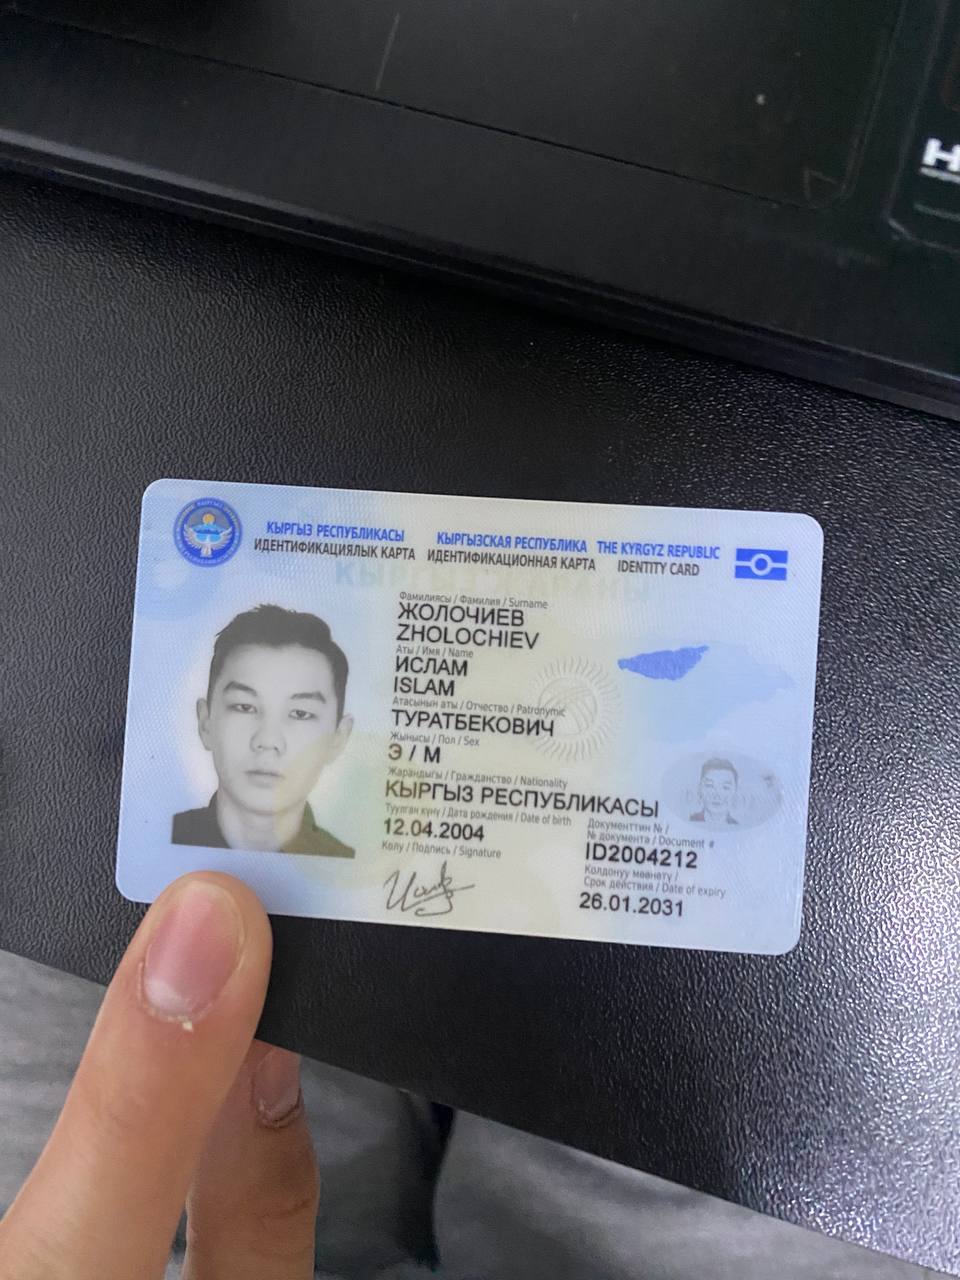 КЫРГЫЗ РЕСПУБЛИКАСЫ КЫРГЫЗСКАЯ РЕСПУБЛИКА THE KYRGYZ REPUBLIC
ИДЕНТИФИКАЦИЯЛЫК КАРТА ИДЕНТИФИКАЦИОННАЯ КАРТА IDENTITY CARD
Фамилиясы / Фамилия / Surname
ЖОЛОЧИЕВ
ZHOLOCHIEV
Аты / Имя / Name
ИСЛАМ
ISLAM
Атасынын аты / Отчество / Patronymic
ТУРАТБЕКОВИЧ
Жынысы / Пол / Sex
Э / М
Жарандыгы / Гражданство / Nationality
КЫРГЫЗ РЕСПУБЛИКАСЫ
Туулган күнү / Дата рождения / Date of birth
12.04.2004
Документтин № /
№ документа / Document #
ID2004212
Колу / Подпись / Signature
Колдонуу мөөнөтү /
Срок действия / Date of expiry
26.01.2031